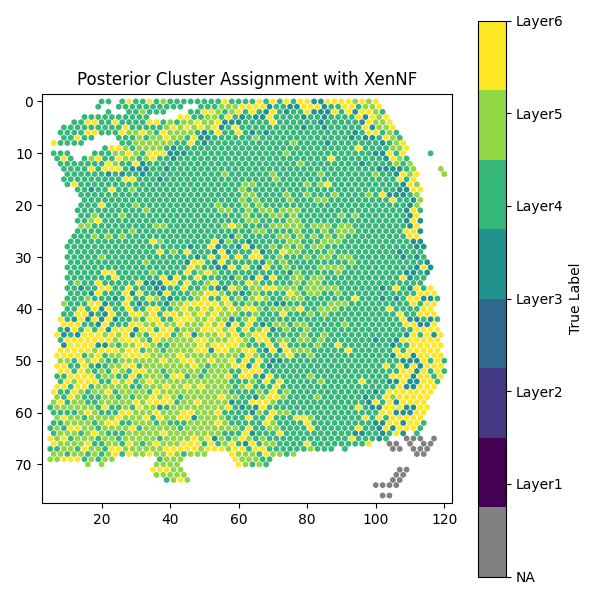 Posterior Cluster Assignment with XenNF
0
10
20
30
40
50
60
70
20
40
60
80
100
120
Layer6
Layer5
Layer4
Layer3
Layer2
Layer1
NA
True Label